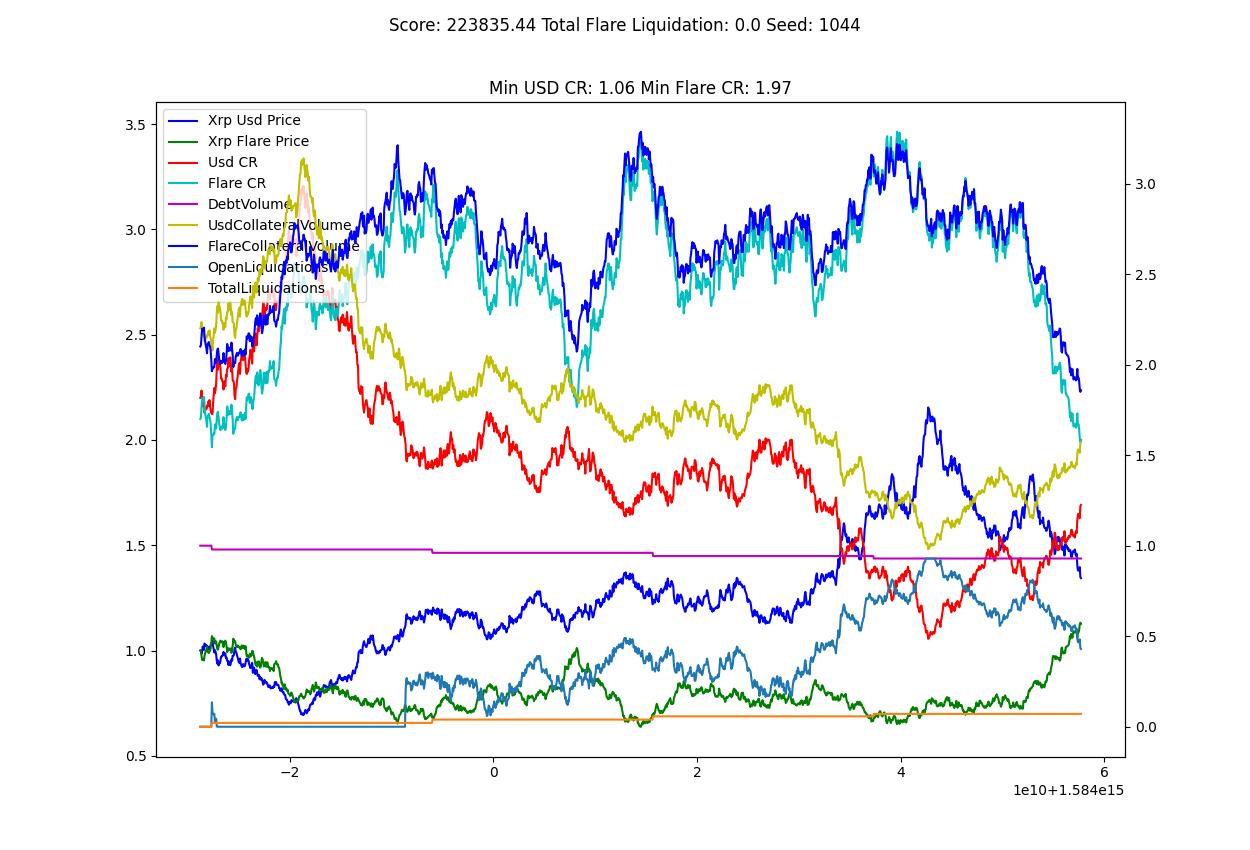 Score: 223835.44 Total Flare Liquidation: 0.0 Seed: 1044
Min USD CR: 1.06 Min Flare CR: 1.97
Xrp Usd Price
Xrp Flare Price
Usd CR
Flare CR
DebtVolume
UsdCollateralVolume
FlareCollateralVolume
OpenLiquidations
TotalLiquidations
3.5
3.0
2.5
2.0
1.5
1.0
0.5
3.0
2.5
2.0
1.5
1.0
0.5
0.0
−2
0
2
4
6
1e10+1.584e15